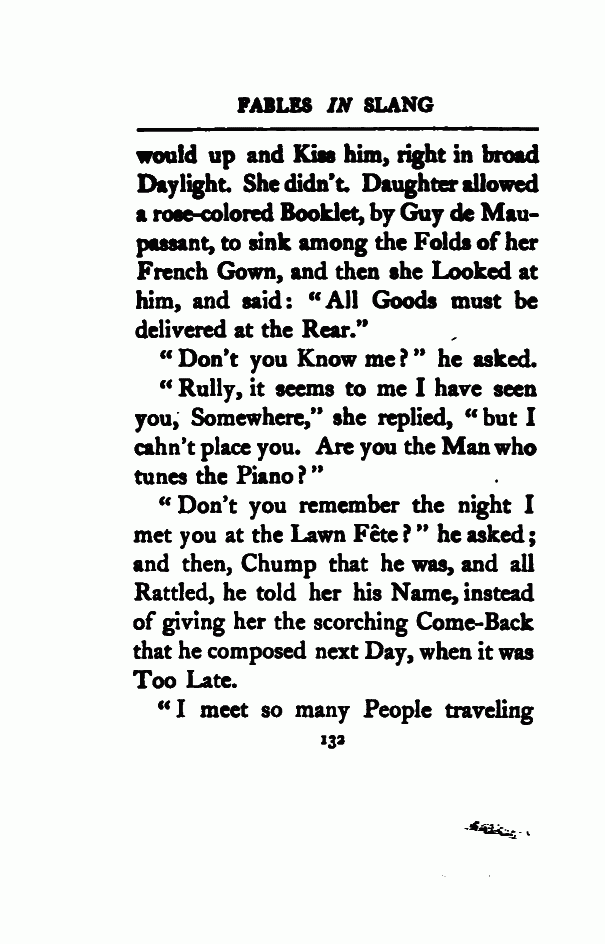 FABLES IN SLANG
would up and Kiss him, right in broad
Daylight. She didn't. Daughter allowed
a rose-colored Booklet, by Guy de Mau-
passant, to sink among the Folds of her
French Gown, and then she Looked at
him, and said: "All Goods must be
delivered at the Rear."
"Don't you Know me?" he asked.
"Rully, it seems to me I have seen
you, Somewhere," she replied, "but I
cahn't place you. Are you the Man who
tunes the Piano?"
"Don't you remember the night I
met you at the Lawn Fête?" he asked;
and then, Chump that he was, and all
Rattled, he told her his Name, instead
of giving her the scorching Come-Back
that he composed next Day, when it was
Too Late.
"I meet so many People traveling
132